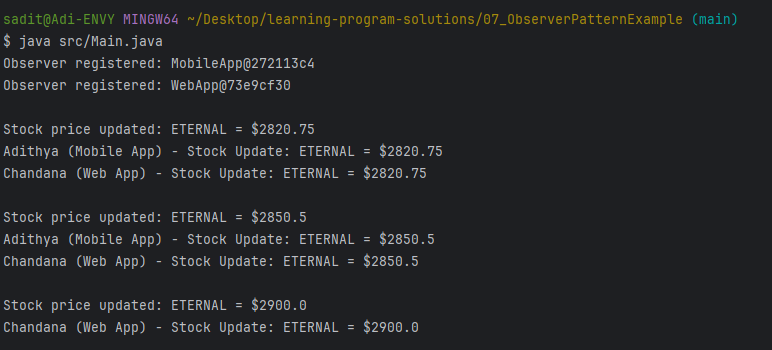 sadit@Adi-ENVY MINGW64 ~/Desktop/learning-program-solutions/07_ObserverPatternExample (main)
$ java src/Main.java
Observer registered: MobileApp@272113c4
Observer registered: WebApp@73e9cf30
Stock price updated: ETERNAL = $2820.75
Adithya (Mobile App) - Stock Update: ETERNAL = $2820.75
Chandana (Web App) - Stock Update: ETERNAL = $2820.75
Stock price updated: ETERNAL = $2850.5
Adithya (Mobile App) - Stock Update: ETERNAL = $2850.5
Chandana (Web App) - Stock Update: ETERNAL = $2850.5
Stock price updated: ETERNAL = $2900.0
Chandana (Web App) - Stock Update: ETERNAL = $2900.0